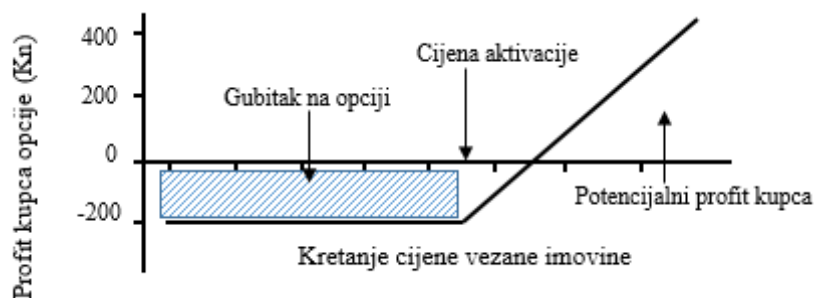 Profit kupca opcije (Kn)
400
200
0
-200
Cijena aktivacije
Gubitak na opciji
Potencijalni profit kupca
Kretanje cijene vezane imovine